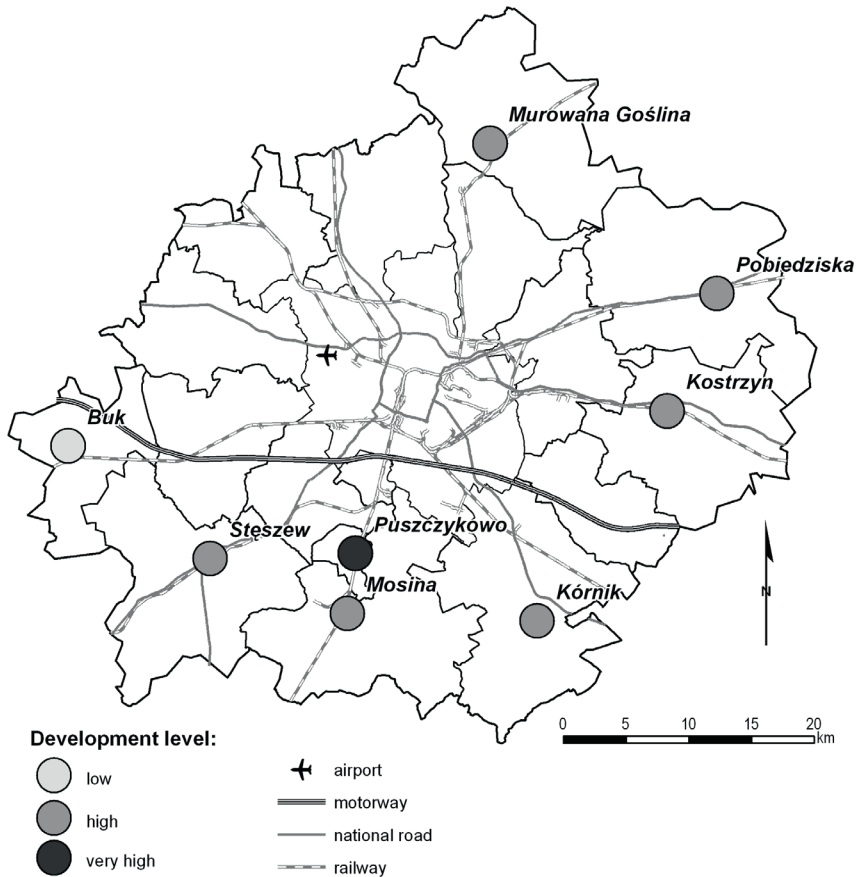 Murowana Goślina
Pobiedziska
Kostrzyn
Buk
Stęszew
Puszczykowo
Mosina
Kórnik
N
0 5 10 15 20
km
Development level:
low
high
very high
airport
motorway
national road
railway